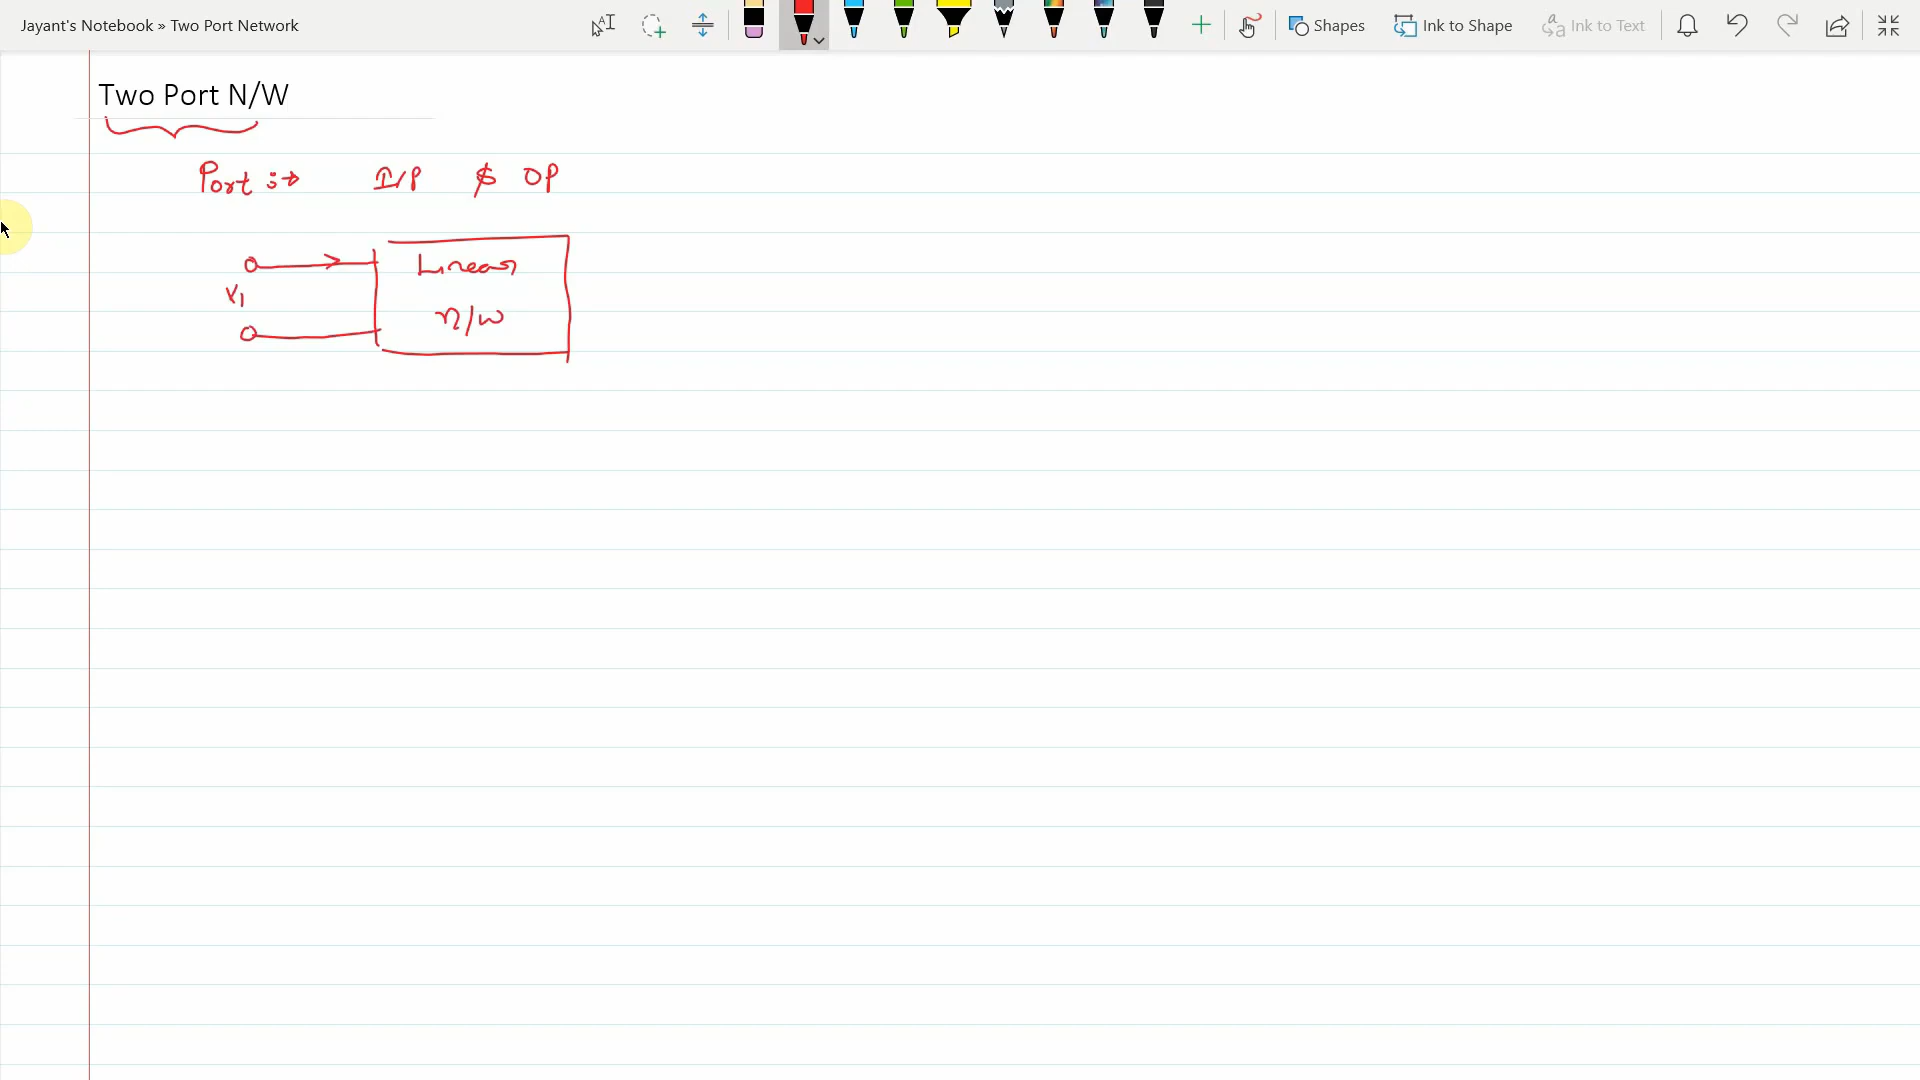 Jayant's Notebook » Two Port Network
Shapes Ink to Shape Ink to Text
Two Port N/W
Port :→ I/P & OP
Linear
V1
n/w